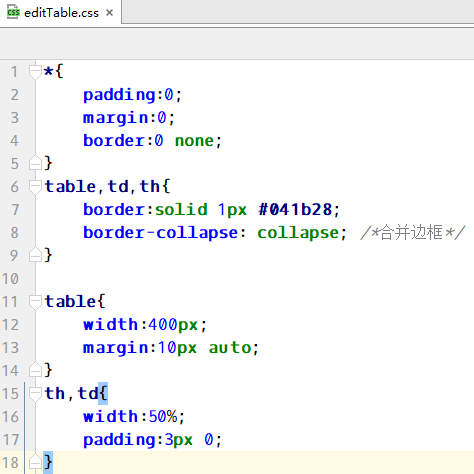 editTable.css
1 *{
2     padding:0;
3     margin:0;
4     border:0 none;
5 }
6 table,td,th{
7     border:solid 1px #041b28;
8     border-collapse: collapse; /*合并边框*/
9 }
10
11 table{
12     width:400px;
13     margin:10px auto;
14 }
15 th,td{
16     width:50%;
17     padding:3px 0;
18 }